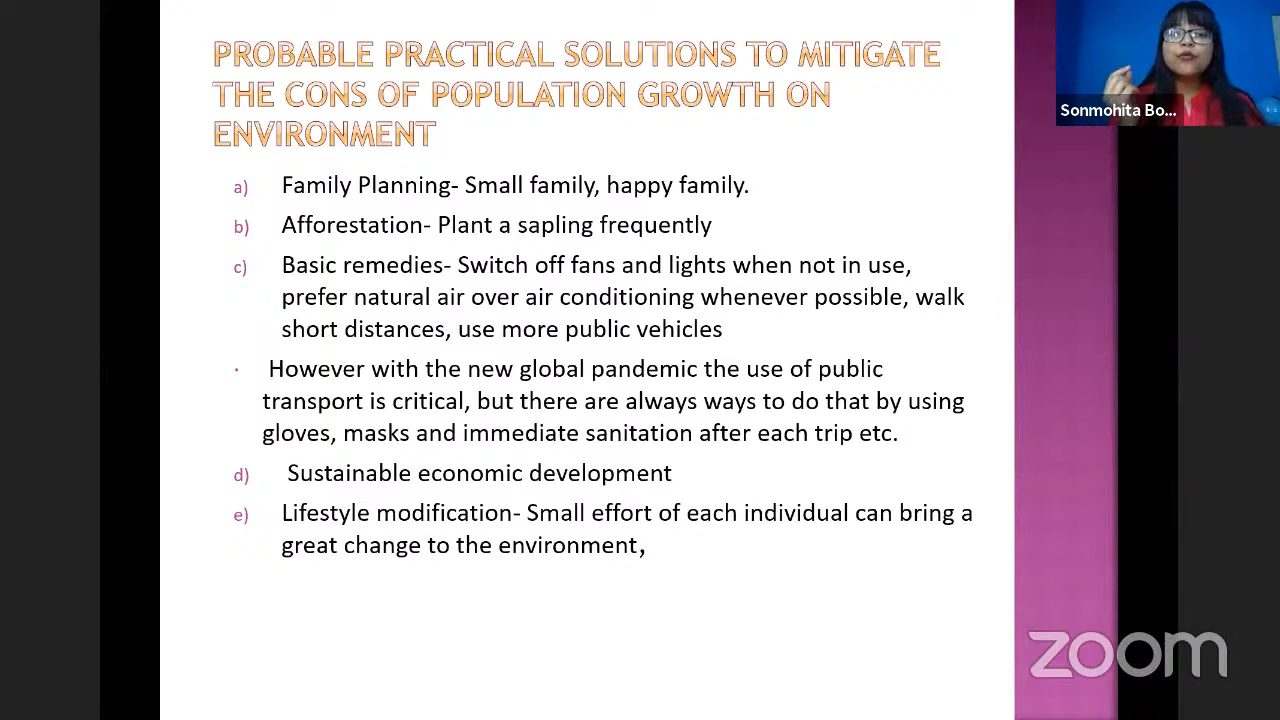 PROBABLE PRACTICAL SOLUTIONS TO MITIGATE
THE CONS OF POPULATION GROWTH ON
ENVIRONMENT
a) Family Planning- Small family, happy family.
b) Afforestation- Plant a sapling frequently
c) Basic remedies- Switch off fans and lights when not in use,
prefer natural air over air conditioning whenever possible, walk
short distances, use more public vehicles
· However with the new global pandemic the use of public
transport is critical, but there are always ways to do that by using
gloves, masks and immediate sanitation after each trip etc.
d) Sustainable economic development
e) Lifestyle modification- Small effort of each individual can bring a
great change to the environment,
Sonmohita Bo...
zoom